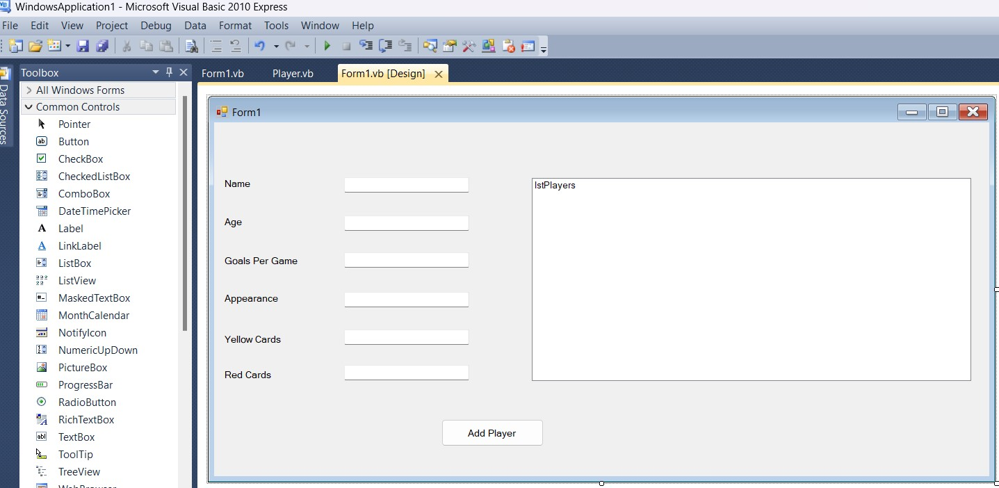 WindowsApplication1 - Microsoft Visual Basic 2010 Express
File Edit View Project Debug Data Format Tools Window Help
Data Sources
Toolbox
All Windows Forms
Common Controls
Pointer
Button
CheckBox
CheckedListBox
ComboBox
DateTimePicker
Label
LinkLabel
ListBox
ListView
MaskedTextBox
MonthCalendar
NotifyIcon
NumericUpDown
PictureBox
ProgressBar
RadioButton
RichTextBox
TextBox
ToolTip
TreeView
Form1.vb Player.vb Form1.vb [Design]
Form1
Name
Age
Goals Per Game
Appearance
Yellow Cards
Red Cards
lstPlayers
Add Player